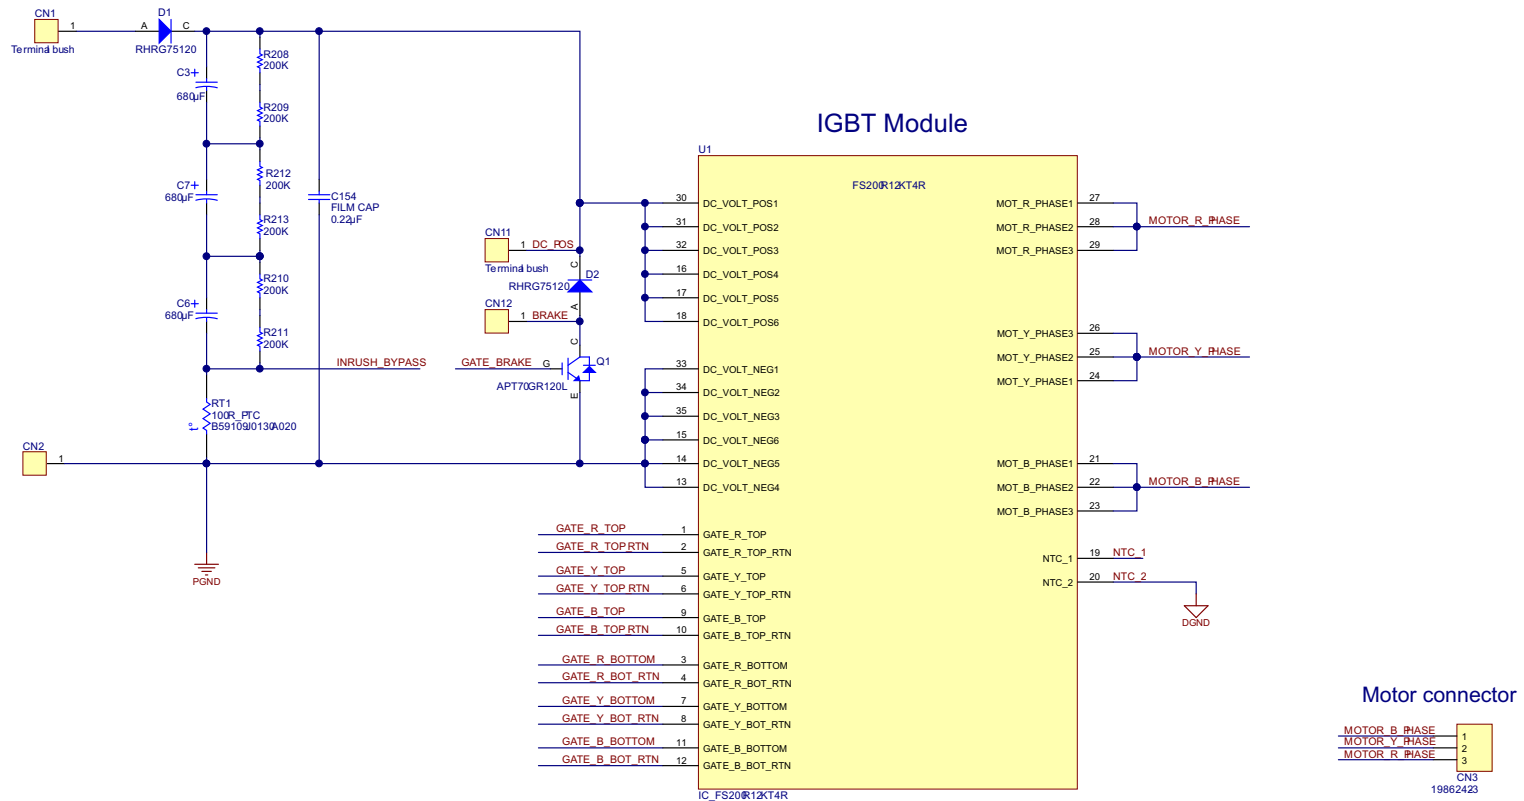 CN1
1
Terminal bush
D1
A
C
RHRG75120
C3
+
680µF
R208
200K
R209
200K
C7
+
680µF
R212
200K
R213
200K
C154
FILM CAP
0.22µF
C6
+
680µF
R210
200K
R211
200K
INRUSH_BYPASS
RT1
100R_PTC
B59109J0130A020
t°
CN2
1
PGND
CN11
1
DC_POS
Terminal bush
C
D2
RHRG75120
A
CN12
1
BRAKE
C
GATE_BRAKE
G
Q1
APT70GR120L
E
IGBT Module
U1
FS200R12KT4R
30 DC_VOLT_POS1
31 DC_VOLT_POS2
32 DC_VOLT_POS3
16 DC_VOLT_POS4
17 DC_VOLT_POS5
18 DC_VOLT_POS6
33 DC_VOLT_NEG1
34 DC_VOLT_NEG2
35 DC_VOLT_NEG3
15 DC_VOLT_NEG6
14 DC_VOLT_NEG5
13 DC_VOLT_NEG4
GATE_R_TOP 1 GATE_R_TOP
GATE_R_TOP RTN 2 GATE_R_TOP_RTN
GATE_Y_TOP 5 GATE_Y_TOP
GATE_Y_TOP RTN 6 GATE_Y_TOP_RTN
GATE_B_TOP 9 GATE_B_TOP
GATE_B_TOP RTN 10 GATE_B_TOP_RTN
GATE_R_BOTTOM 3 GATE_R_BOTTOM
GATE_R_BOT_RTN 4 GATE_R_BOT_RTN
GATE_Y_BOTTOM 7 GATE_Y_BOTTOM
GATE_Y_BOT_RTN 8 GATE_Y_BOT_RTN
GATE_B_BOTTOM 11 GATE_B_BOTTOM
GATE_B_BOT_RTN 12 GATE_B_BOT_RTN
IC_FS200R12KT4R
MOT_R_PHASE1 27
MOT_R_PHASE2 28 MOTOR_R_PHASE
MOT_R_PHASE3 29
MOT_Y_PHASE3 26
MOT_Y_PHASE2 25 MOTOR_Y_PHASE
MOT_Y_PHASE1 24
MOT_B_PHASE1 21
MOT_B_PHASE2 22 MOTOR_B_PHASE
MOT_B_PHASE3 23
NTC_1 19 NTC_1
NTC_2 20 NTC_2
DGND
Motor connector
MOTOR_B_PHASE 1
MOTOR_Y_PHASE 2
MOTOR_R_PHASE 3
CN3
19862423